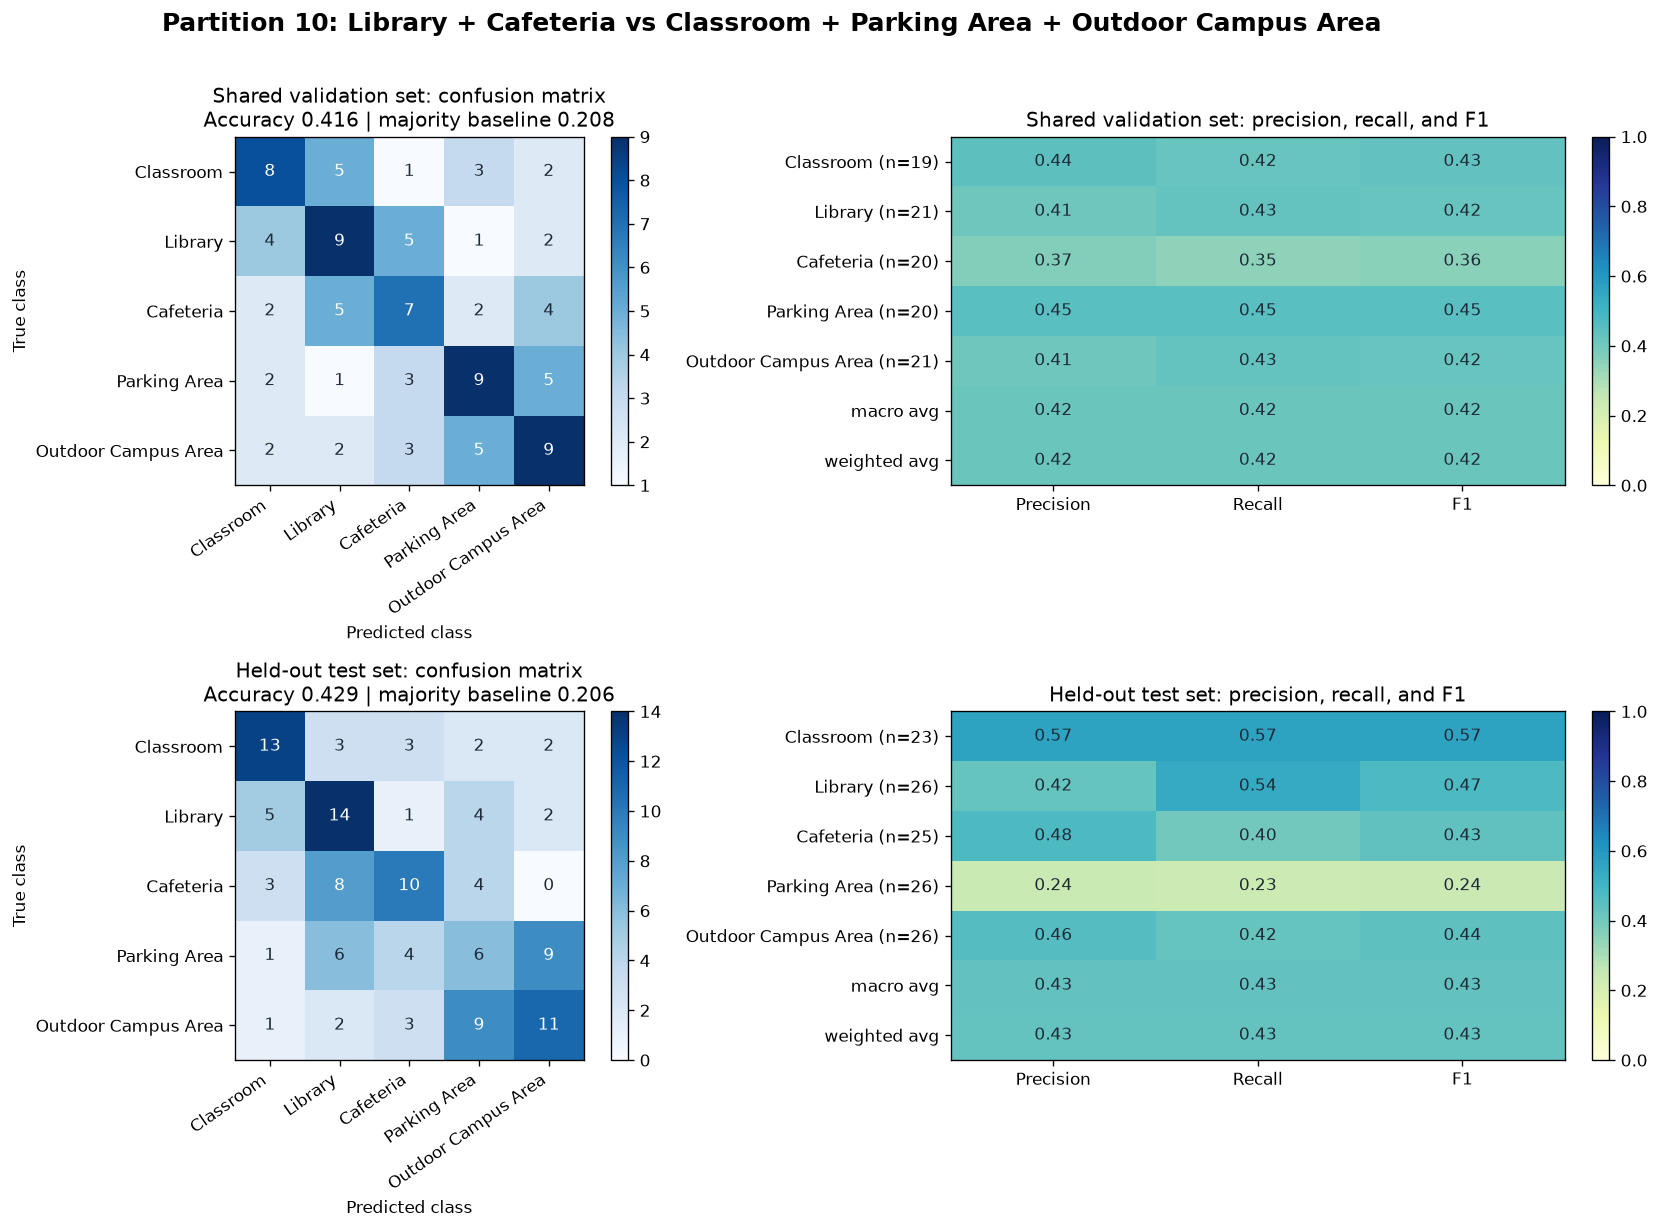 Partition 10: Library + Cafeteria vs Classroom + Parking Area + Outdoor Campus Area
Shared validation set: confusion matrix
Accuracy 0.416 | majority baseline 0.208
True class
Classroom 8 5 1 3 2
Library 4 9 5 1 2
Cafeteria 2 5 7 2 4
Parking Area 2 1 3 9 5
Outdoor Campus Area 2 2 3 5 9
Classroom Library Cafeteria Parking Area Outdoor Campus Area
Predicted class
9
8
7
6
5
4
3
2
1
Shared validation set: precision, recall, and F1
Classroom (n=19) 0.44 0.42 0.43
Library (n=21) 0.41 0.43 0.42
Cafeteria (n=20) 0.37 0.35 0.36
Parking Area (n=20) 0.45 0.45 0.45
Outdoor Campus Area (n=21) 0.41 0.43 0.42
macro avg 0.42 0.42 0.42
weighted avg 0.42 0.42 0.42
Precision Recall F1
1.0
0.8
0.6
0.4
0.2
0.0
Held-out test set: confusion matrix
Accuracy 0.429 | majority baseline 0.206
True class
Classroom 13 3 3 2 2
Library 5 14 1 4 2
Cafeteria 3 8 10 4 0
Parking Area 1 6 4 6 9
Outdoor Campus Area 1 2 3 9 11
Classroom Library Cafeteria Parking Area Outdoor Campus Area
Predicted class
14
12
10
8
6
4
2
0
Held-out test set: precision, recall, and F1
Classroom (n=23) 0.57 0.57 0.57
Library (n=26) 0.42 0.54 0.47
Cafeteria (n=25) 0.48 0.40 0.43
Parking Area (n=26) 0.24 0.23 0.24
Outdoor Campus Area (n=26) 0.46 0.42 0.44
macro avg 0.43 0.43 0.43
weighted avg 0.43 0.43 0.43
Precision Recall F1
1.0
0.8
0.6
0.4
0.2
0.0